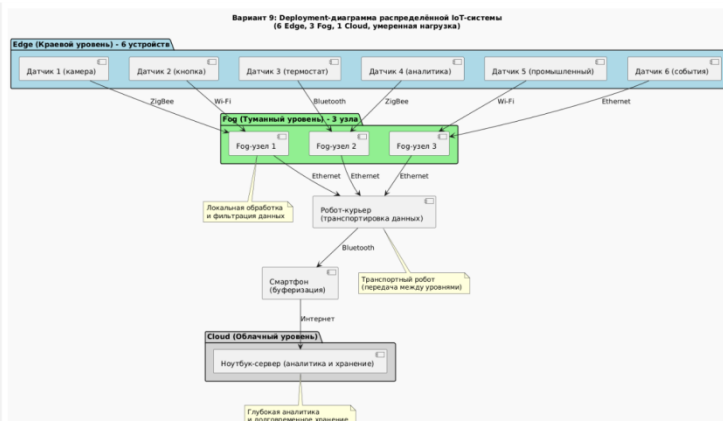 Вариант 9: Deployment-диаграмма распределённой IoT-системы
(6 Edge, 3 Fog, 1 Cloud, умеренная нагрузка)
Edge (Краевой уровень) - 6 устройств
Датчик 1 (камера)
Датчик 2 (кнопка)
Датчик 3 (термостат)
Датчик 4 (аналитика)
Датчик 5 (промышленный)
Датчик 6 (события)
ZigBee
Wi-Fi
Bluetooth
ZigBee
Wi-Fi
Ethernet
Fog (Туманный уровень) - 3 узла
Fog-узел 1
Fog-узел 2
Fog-узел 3
Ethernet
Ethernet
Ethernet
Локальная обработка
и фильтрация данных
Робот-курьер
(транспортировка данных)
Bluetooth
Транспортный робот
(передача между уровнями)
Смартфон
(буферизация)
Интернет
Cloud (Облачный уровень)
Ноутбук-сервер (аналитика и хранение)
Глубокая аналитика
и долговременное хранение